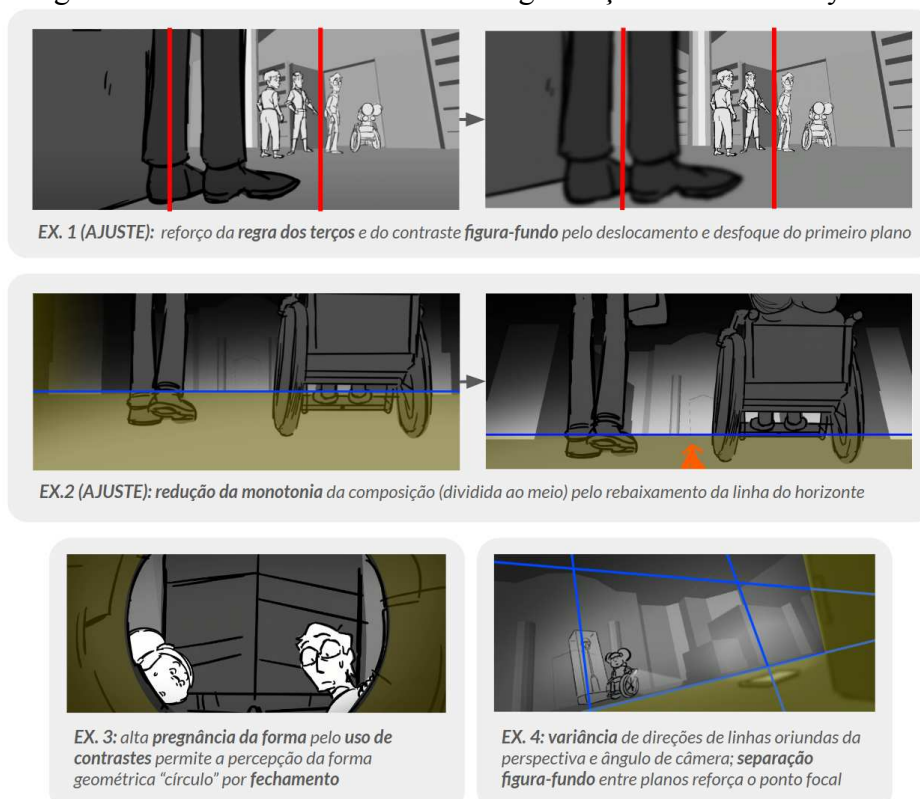 EX. 1 (AJUSTE): reforço da regra dos terços e do contraste figura-fundo pelo deslocamento e desfoque do primeiro plano
EX.2 (AJUSTE): redução da monotonia da composição (dividida ao meio) pelo rebaixamento da linha do horizonte
EX. 3: alta pregnância da forma pelo uso de
contrastes permite a percepção da forma
geométrica “círculo” por fechamento
EX. 4: variância de direções de linhas oriundas da
perspectiva e ângulo de câmera; separação
figura-fundo entre planos reforça o ponto focal